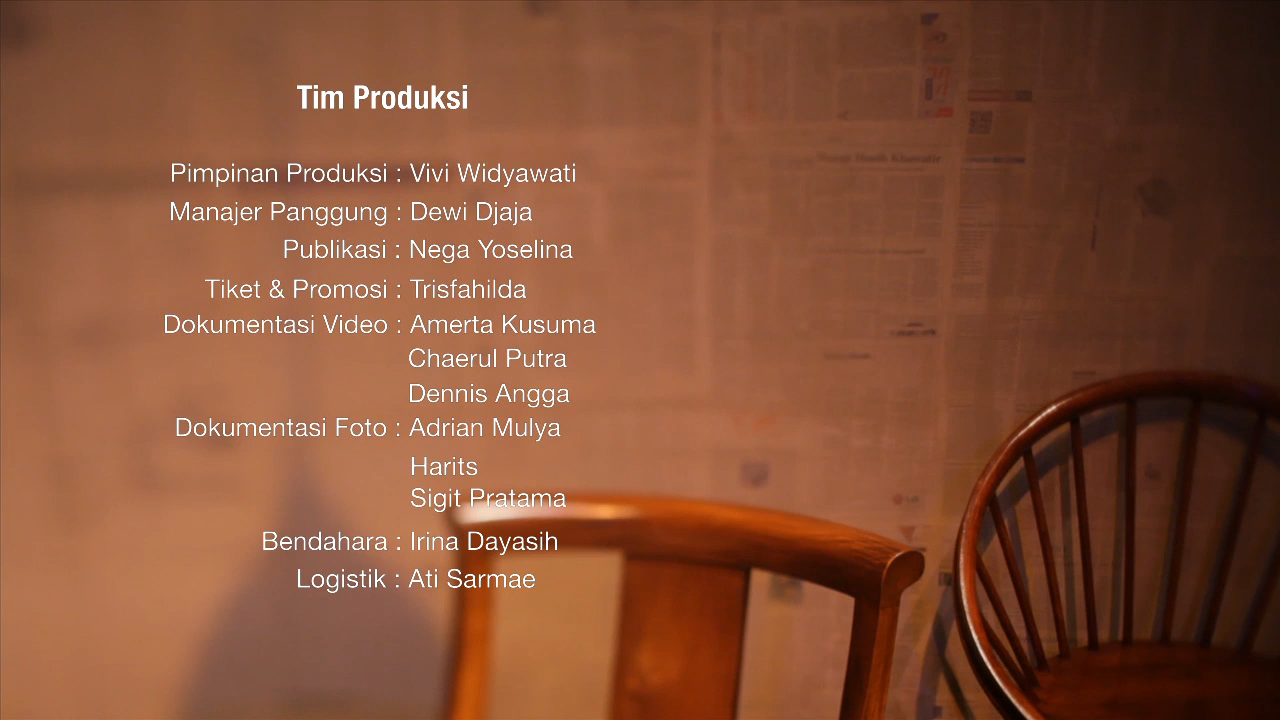 Tim Produksi
Pimpinan Produksi : Vivi Widyawati
Manajer Panggung : Dewi Djaja
Publikasi : Nega Yoselina
Tiket & Promosi : Trisfahilda
Dokumentasi Video : Amerta Kusuma
Chaerul Putra
Dennis Angga
Dokumentasi Foto : Adrian Mulya
Harits
Sigit Pratama
Bendahara : Irina Dayasih
Logistik : Ati Sarmae